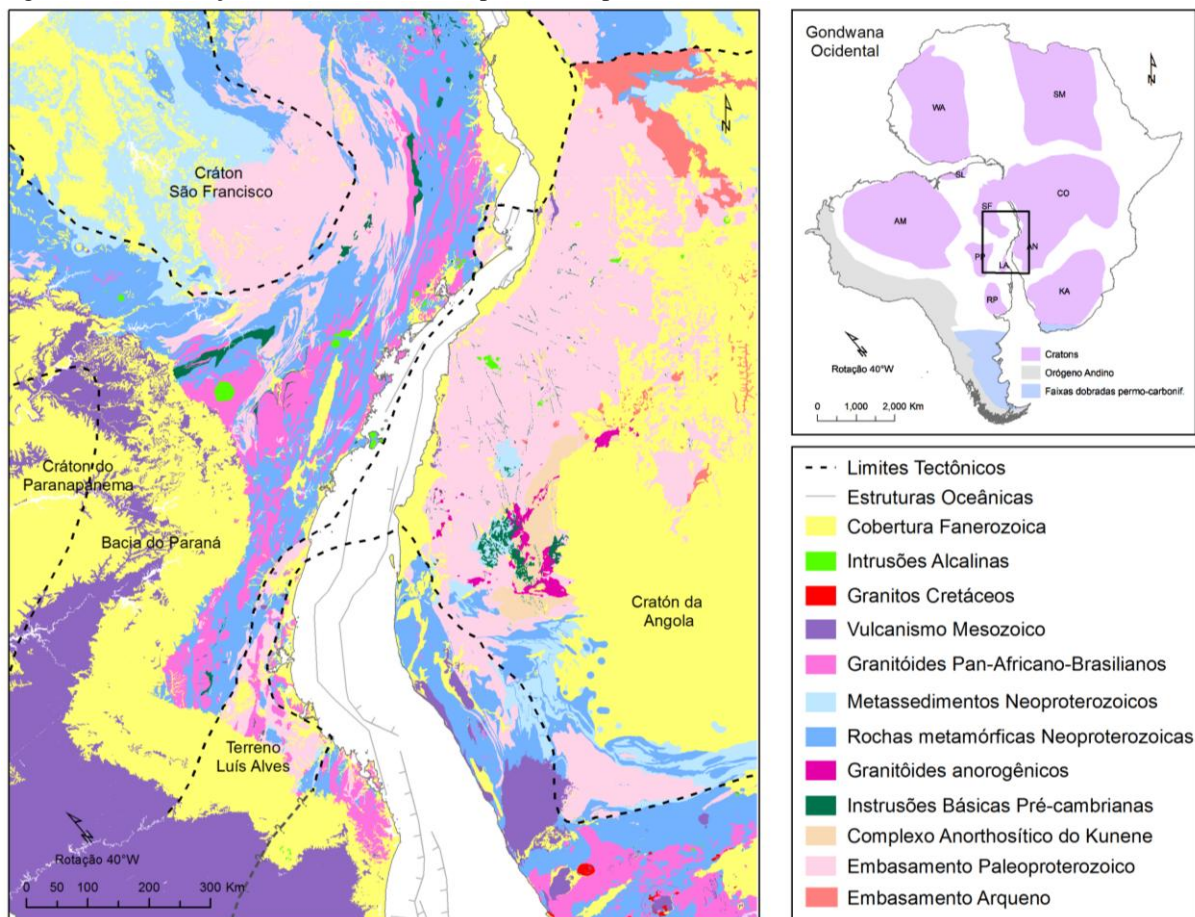 Cráton
São Francisco
N
Cráton do
Paranapanema
Bacia do Paraná
Cratón da
Angola
Terreno
Luís Alves
Rotação 40°W
0 50 100 200 300 Km.
Gondwana
Ocidental
N
WA
SM
SL
CO
SF
AM
AN
PP
LA
RP
KA
Rotação 40°W
Cratons
Orógeno Andino
Faixas dobradas permo-carbonif.
0 1,000 2,000 Km
Limites Tectônicos
Estruturas Oceânicas
Cobertura Fanerozoica
Intrusões Alcalinas
Granitos Cretáceos
Vulcanismo Mesozoico
Granitóides Pan-Africano-Brasilianos
Metassedimentos Neoproterozoicos
Rochas metamórficas Neoproterozoicas
Granitôides anorogênicos
Instrusões Básicas Pré-cambrianas
Complexo Anorthosítico do Kunene
Embasamento Paleoproterozoico
Embasamento Arqueno